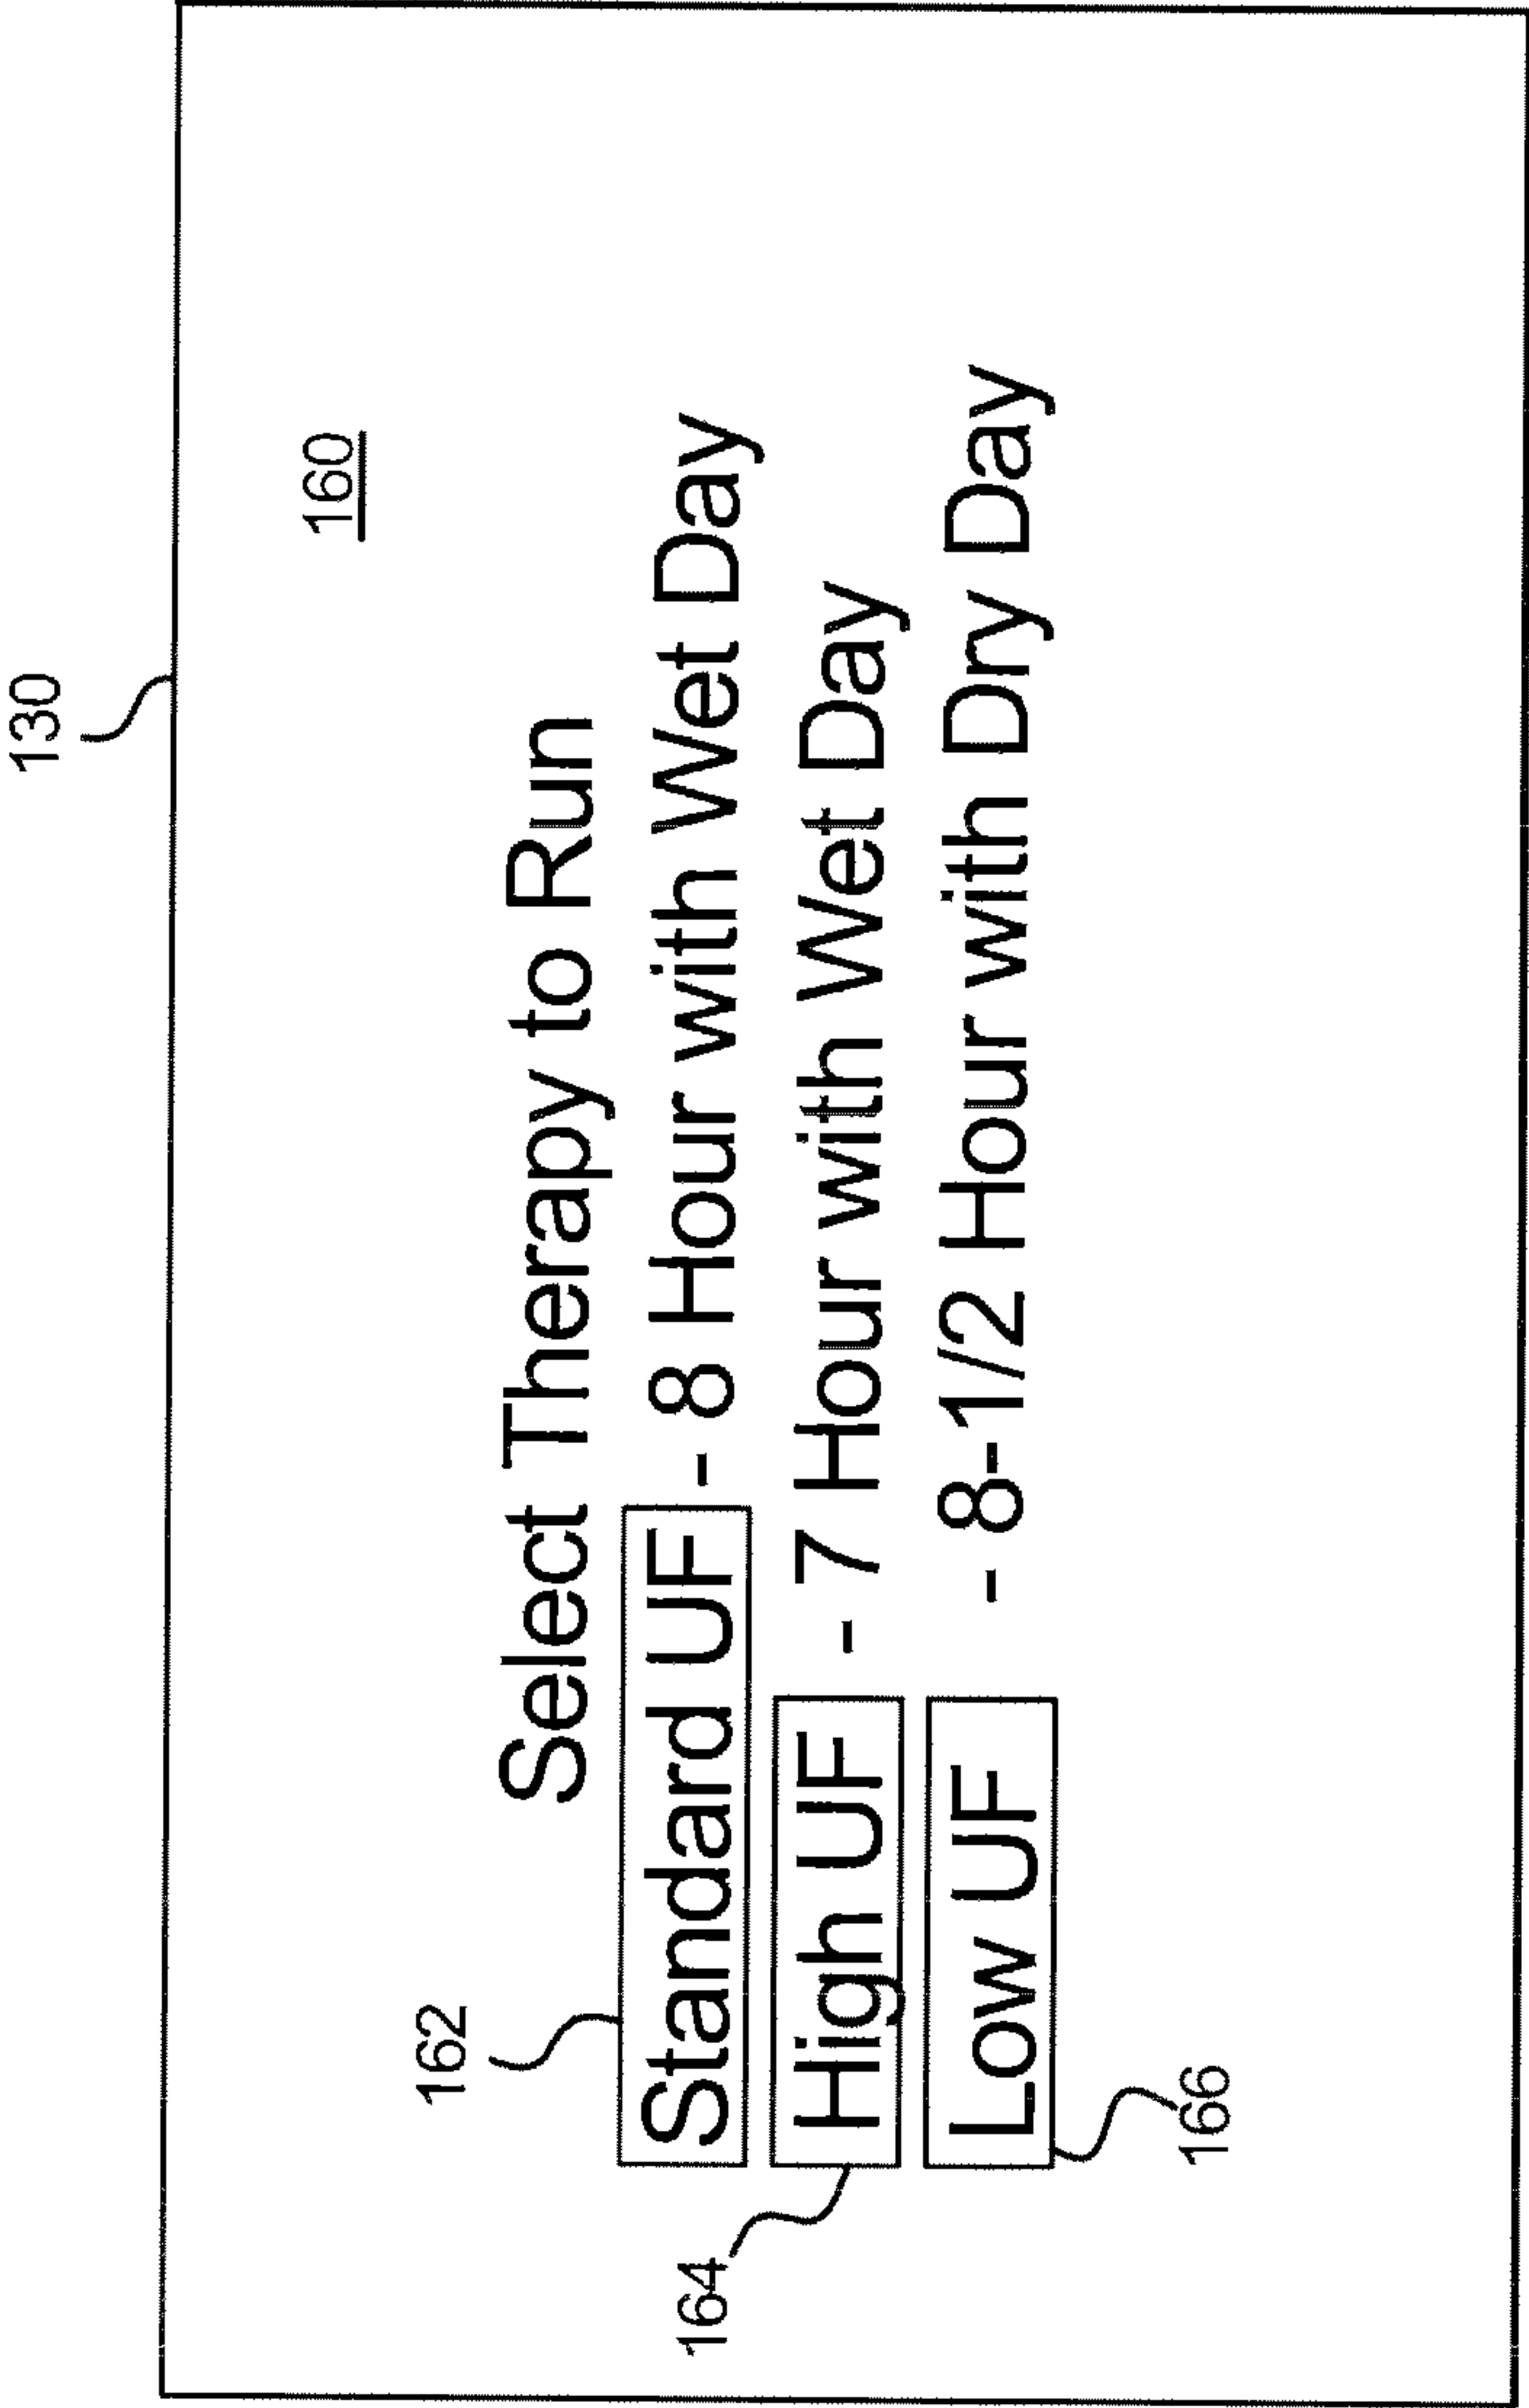 130
160
Select Therapy to Run
162
Standard UF - 8 Hour with Wet Day
164
High UF - 7 Hour with Wet Day
Low UF - 8-1/2 Hour with Dry Day
166